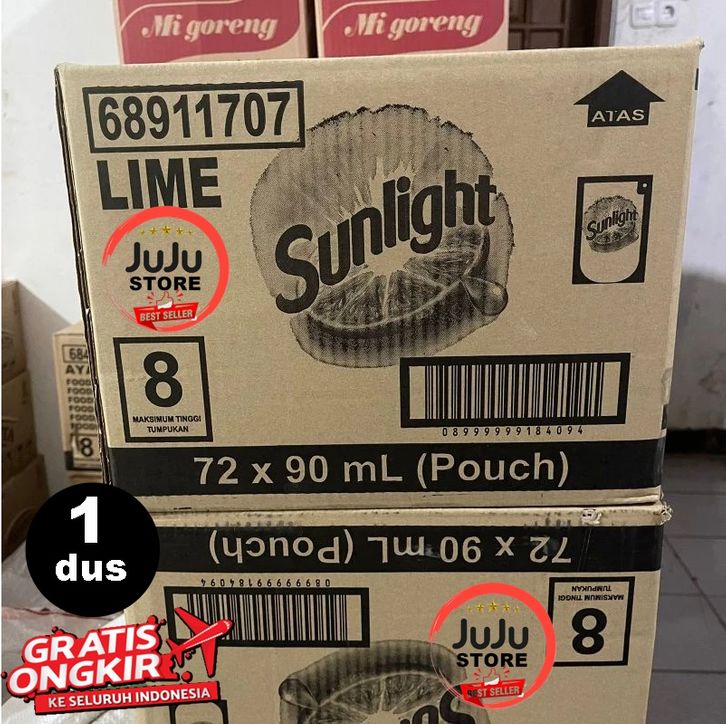 Mi goreng
Mi goreng
68911707
LIME
ATAS
Sunlight
Sunlight
JuJu
STORE
BEST SELLER
8
MAKSIMUM TINGGI
TUMPUKAN
08999999184094
72 x 90 mL (Pouch)
72 x 90 mL (Pouch)
1
dus
08999999184094
8
MAKSIMUM TINGGI
TUMPUKAN
JuJu
STORE
BEST SELLER
GRATIS
ONGKIR
KE SELURUH INDONESIA
8